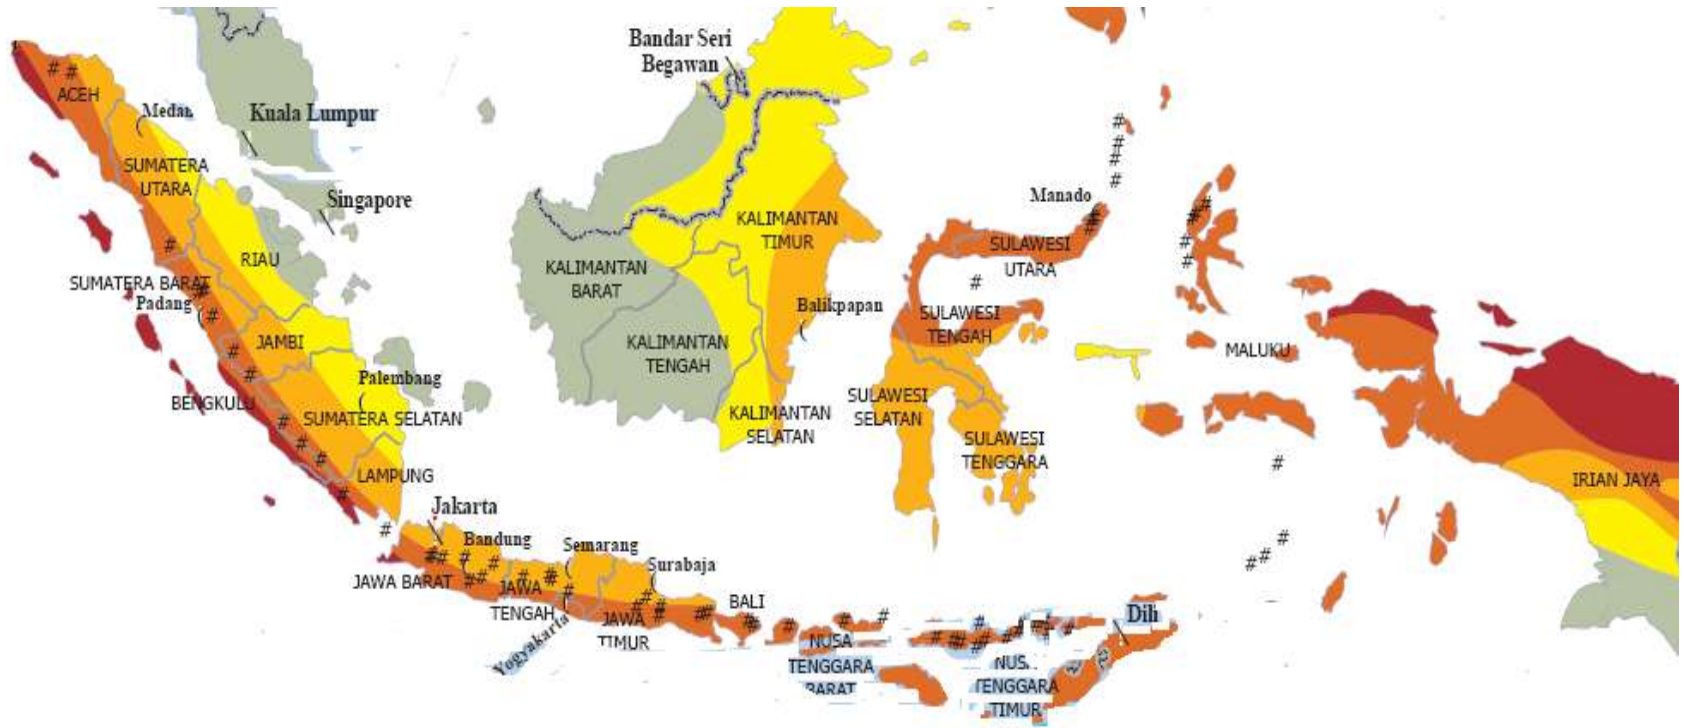 Bandar Seri
Begawan
ACEH
Medan
Kuala Lumpur
SUMATERA
UTARA
Singapore
Manado
KALIMANTAN
TIMUR
SULAWESI
UTARA
RIAU
KALIMANTAN
BARAT
SUMATERA BARAT
Padang
Balikpapan
SULAWESI
TENGAH
JAMBI
KALIMANTAN
TENGAH
MALUKU
Palembang
BENGKULU
SUMATERA SELATAN
KALIMANTAN
SELATAN
SULAWESI
SELATAN
SULAWESI
TENGGARA
LAMPUNG
IRIAN JAYA
Jakarta
Bandung
Semarang
Surabaja
JAWA BARAT
JAWA
TENGAH
Yogyakarta
JAWA
TIMUR
BALI
Dili
NUSA
TENGGARA
BARAT
TENGGARA
TIMUR